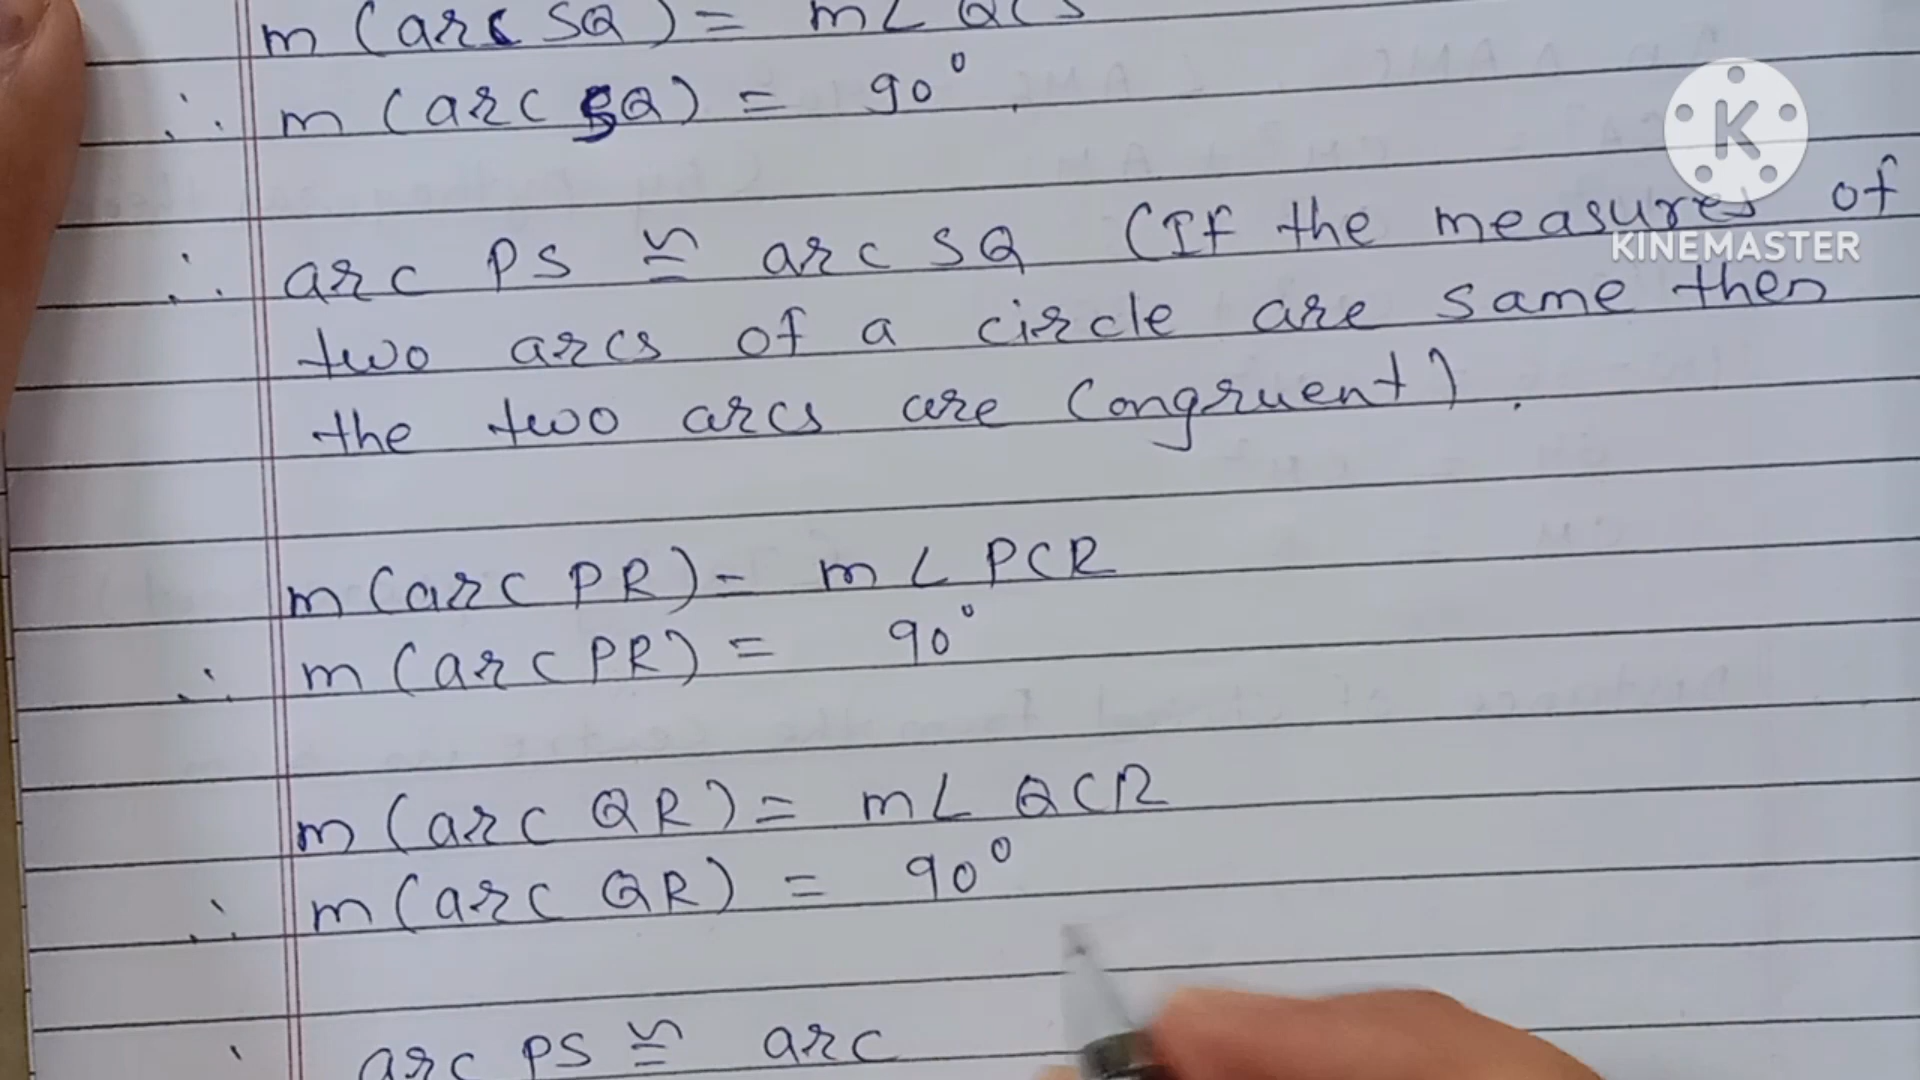 m (arc SQ) = m∠QCS
∴ m (arc SQ) = 90°
K
KINEMASTER
∴ arc PS ≅ arc SQ (If the measures of
two arcs of a circle are same then
the two arcs are congruent).
m (arc PR) = m∠PCR
∴ m (arc PR) = 90°
m (arc QR) = m∠QCR
∴ m (arc QR) = 90°
∴ arc PS ≅ arc